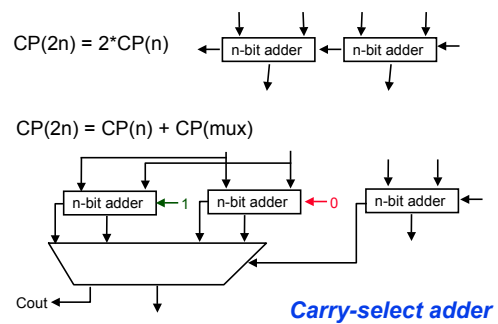 CP(2n) = 2*CP(n)
n-bit adder
n-bit adder
CP(2n) = CP(n) + CP(mux)
n-bit adder
1
n-bit adder
0
n-bit adder
Cout
Carry-select adder